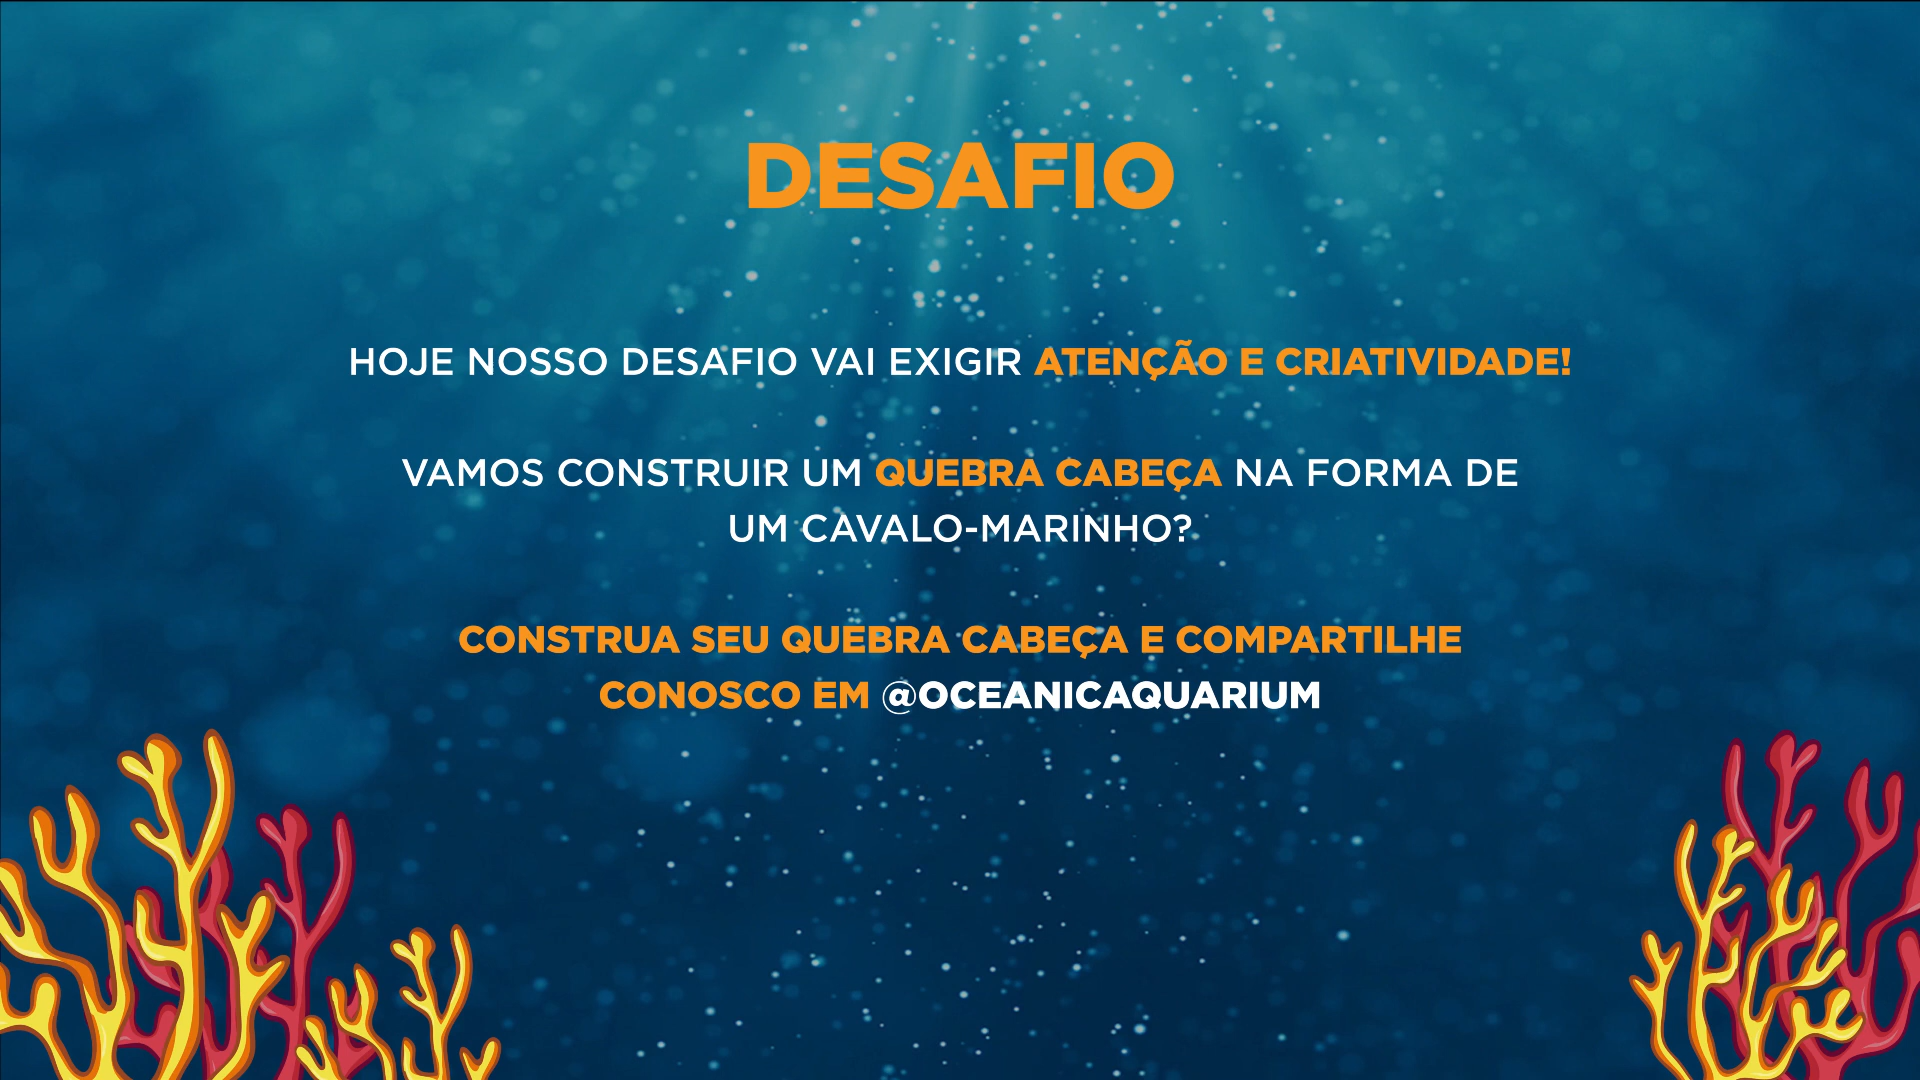 DESAFIO
HOJE NOSSO DESAFIO VAI EXIGIR ATENÇÃO E CRIATIVIDADE!
VAMOS CONSTRUIR UM QUEBRA CABEÇA NA FORMA DE
UM CAVALO-MARINHO?
CONSTRUA SEU QUEBRA CABEÇA E COMPARTILHE
CONOSCO EM @OCEANICAQUARIUM